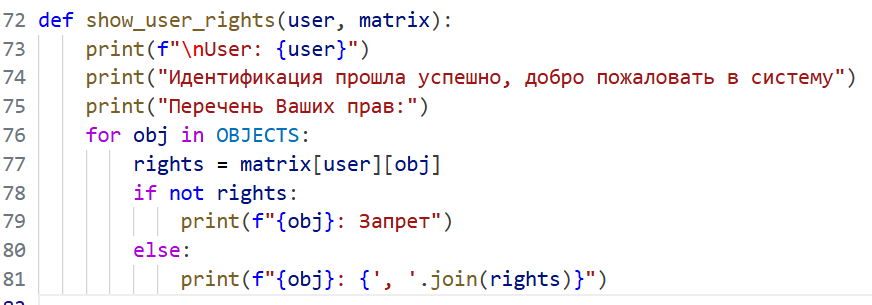 72 def show_user_rights(user, matrix):
73     print(f"\nUser: {user}")
74     print("Идентификация прошла успешно, добро пожаловать в систему")
75     print("Перечень Ваших прав:")
76     for obj in OBJECTS:
77         rights = matrix[user][obj]
78         if not rights:
79             print(f"{obj}: Запрет")
80         else:
81             print(f"{obj}: {', '.join(rights)}")